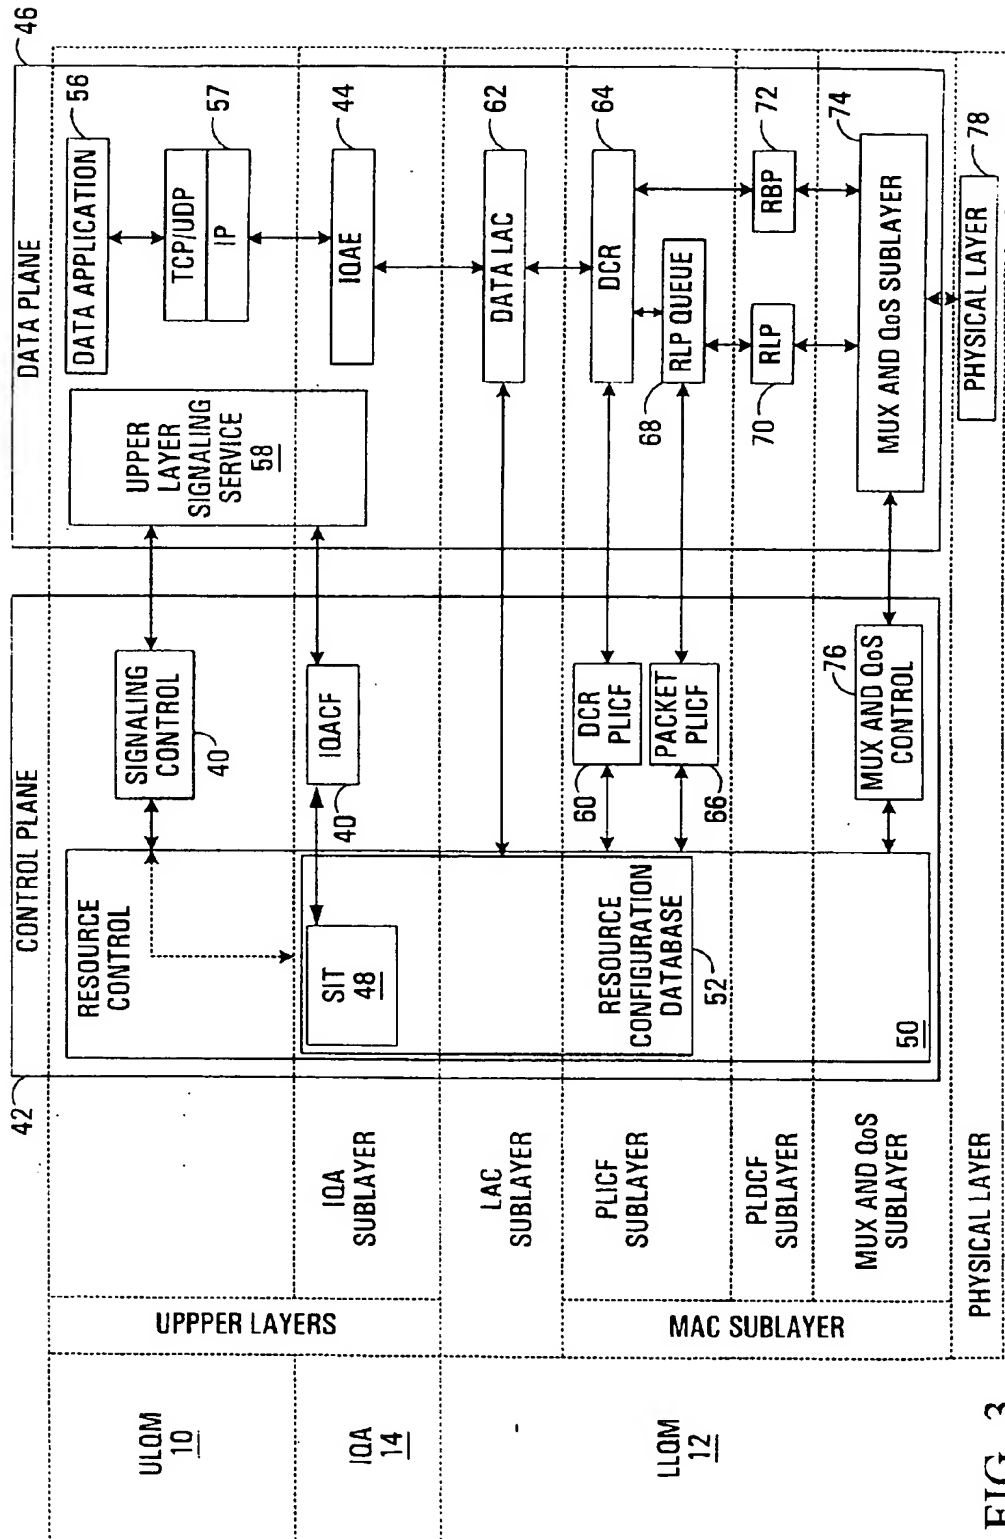 42
CONTROL PLANE
DATA PLANE
46
ULQM
10
UPPPER LAYERS
RESOURCE
CONTROL
SIGNALING
CONTROL
40
UPPER
LAYER
SIGNALING
SERVICE
58
DATA APPLICATION
56
TCP/UDP
IP
57
IQA
14
IQA
SUBLAYER
SIT
48
IQACF
40
IQAE
44
LAC
SUBLAYER
DATA LAC
62
LLQM
12
MAC SUBLAYER
PLICF
SUBLAYER
RESOURCE
CONFIGURATION
DATABASE
52
60
DCR
PLICF
DCR
64
66
PACKET
PLICF
68
RLP QUEUE
PLDCF
SUBLAYER
70
RLP
RBP
72
MUX AND QoS
SUBLAYER
50
76
MUX AND QoS
CONTROL
MUX AND QoS SUBLAYER
74
PHYSICAL LAYER
PHYSICAL LAYER
78
FIG. 3